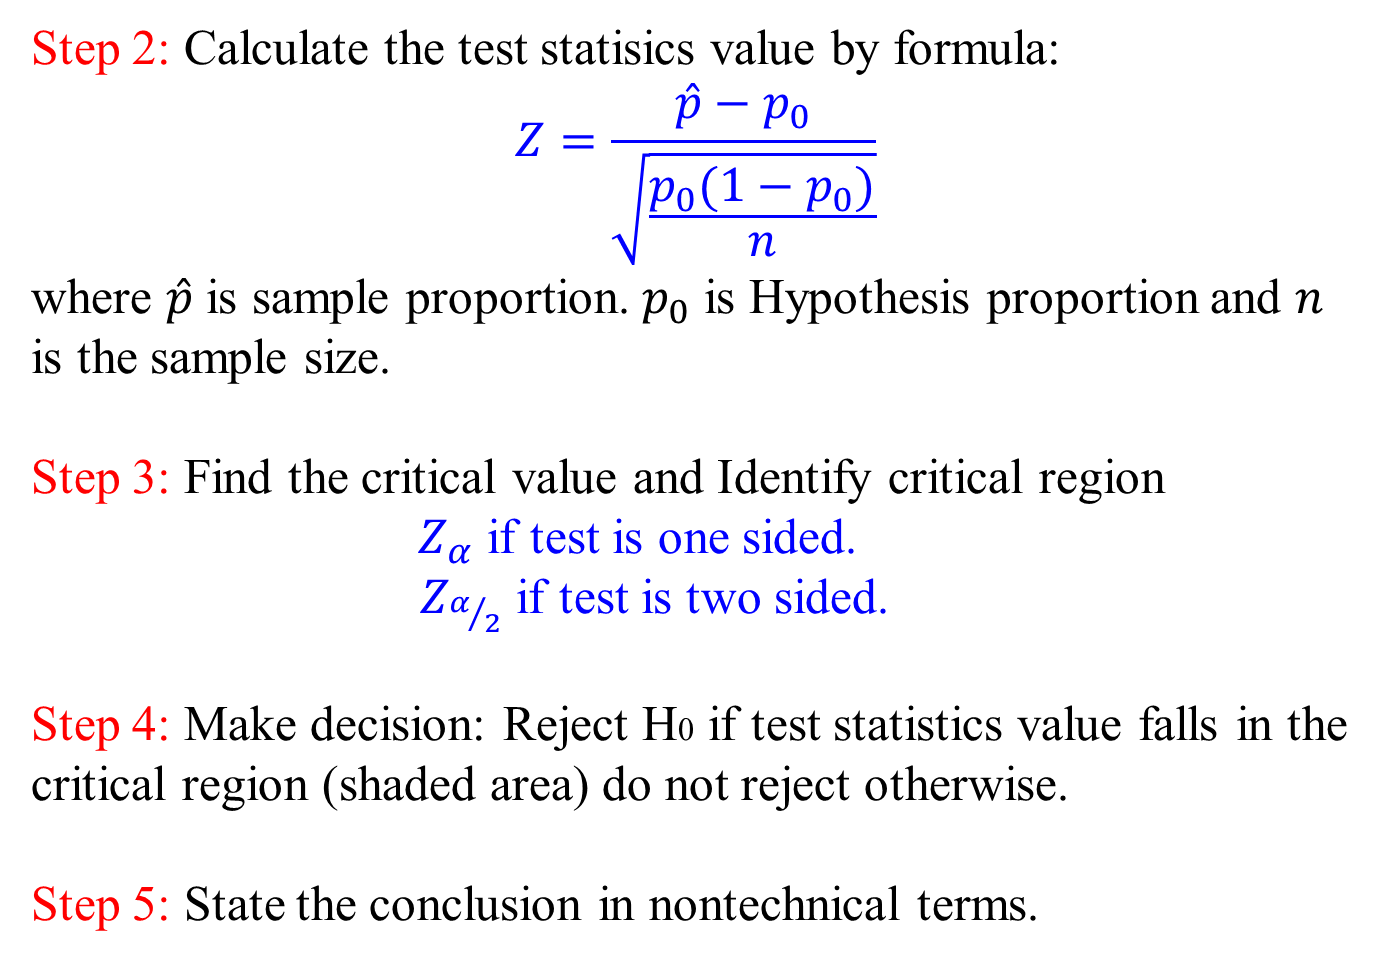 Step 2: Calculate the test statisics value by formula:
Z = (p̂ − p₀) / √(p₀(1 − p₀) / n)
where p̂ is sample proportion. p₀ is Hypothesis proportion and n
is the sample size.
Step 3: Find the critical value and Identify critical region
Z_α if test is one sided.
Z_α/2 if test is two sided.
Step 4: Make decision: Reject H₀ if test statistics value falls in the
critical region (shaded area) do not reject otherwise.
Step 5: State the conclusion in nontechnical terms.